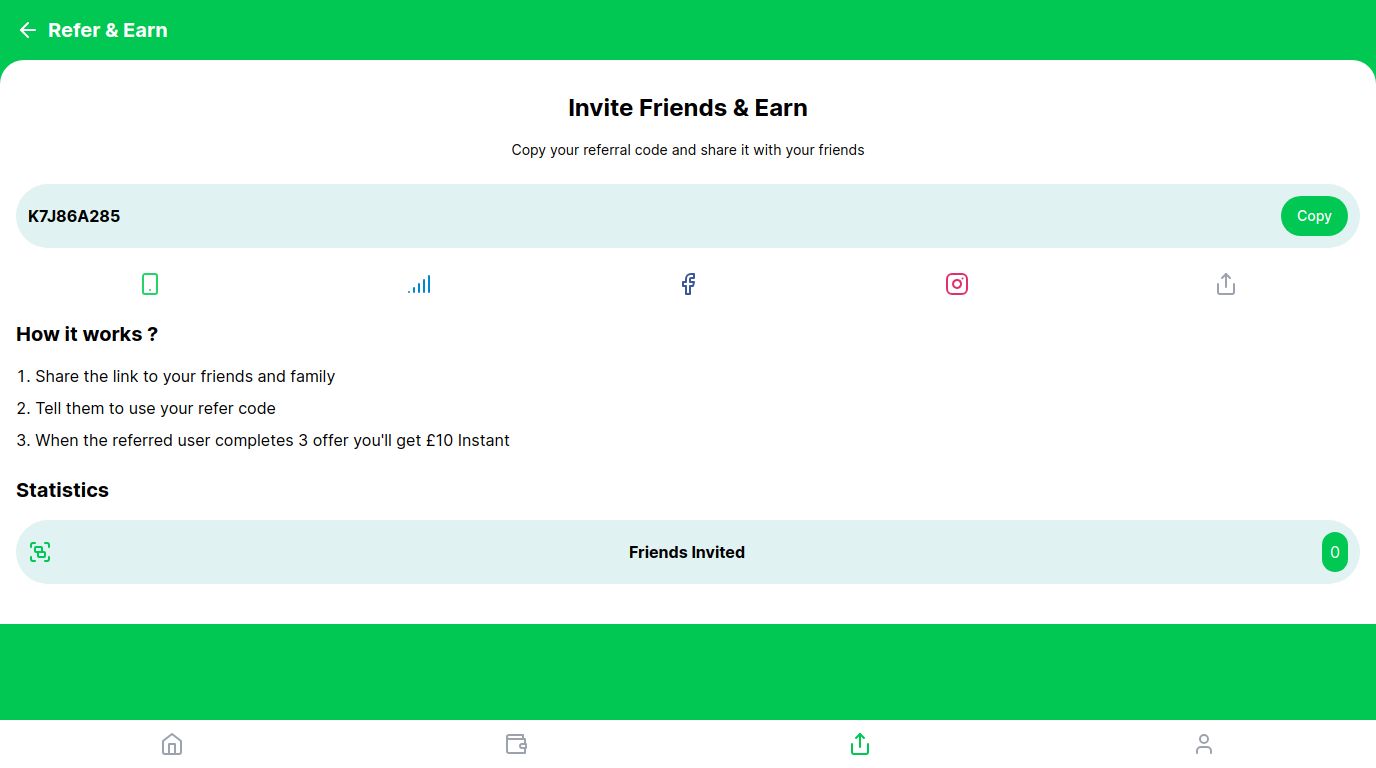 Refer & Earn
Invite Friends & Earn
Copy your referral code and share it with your friends
K7J86A285
Copy
How it works ?
1. Share the link to your friends and family
2. Tell them to use your refer code
3. When the referred user completes 3 offer you'll get £10 Instant
Statistics
Friends Invited
0